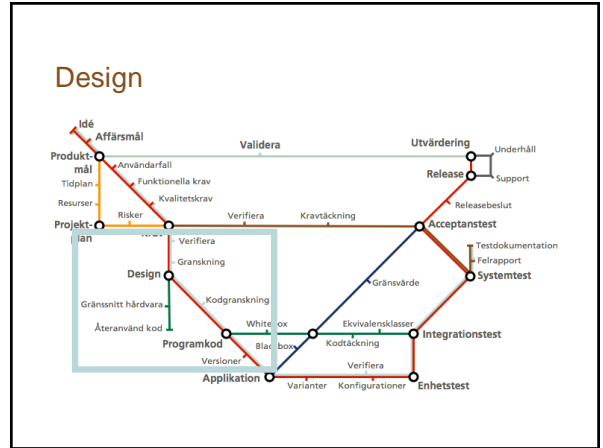 Design
Idé
Affärsmål
Produkt-
mål
Användarfall
Funktionella krav
Kvalitetskrav
Tidplan
Resurser
Risker
Projekt-
plan
Krav
Validera
Utvärdering
Underhåll
Support
Release
Releasebeslut
Verifiera
Kravtäckning
Acceptanstest
Testdokumentation
Felrapport
Systemtest
Verifiera
Granskning
Design
Gränssnitt hårdvara
Återanvänd kod
Kodgranskning
Gränsvärde
Whitebox
Ekvivalensklasser
Programkod
Blackbox
Kodtäckning
Integrationstest
Versioner
Verifiera
Applikation
Varianter
Konfigurationer
Enhetstest